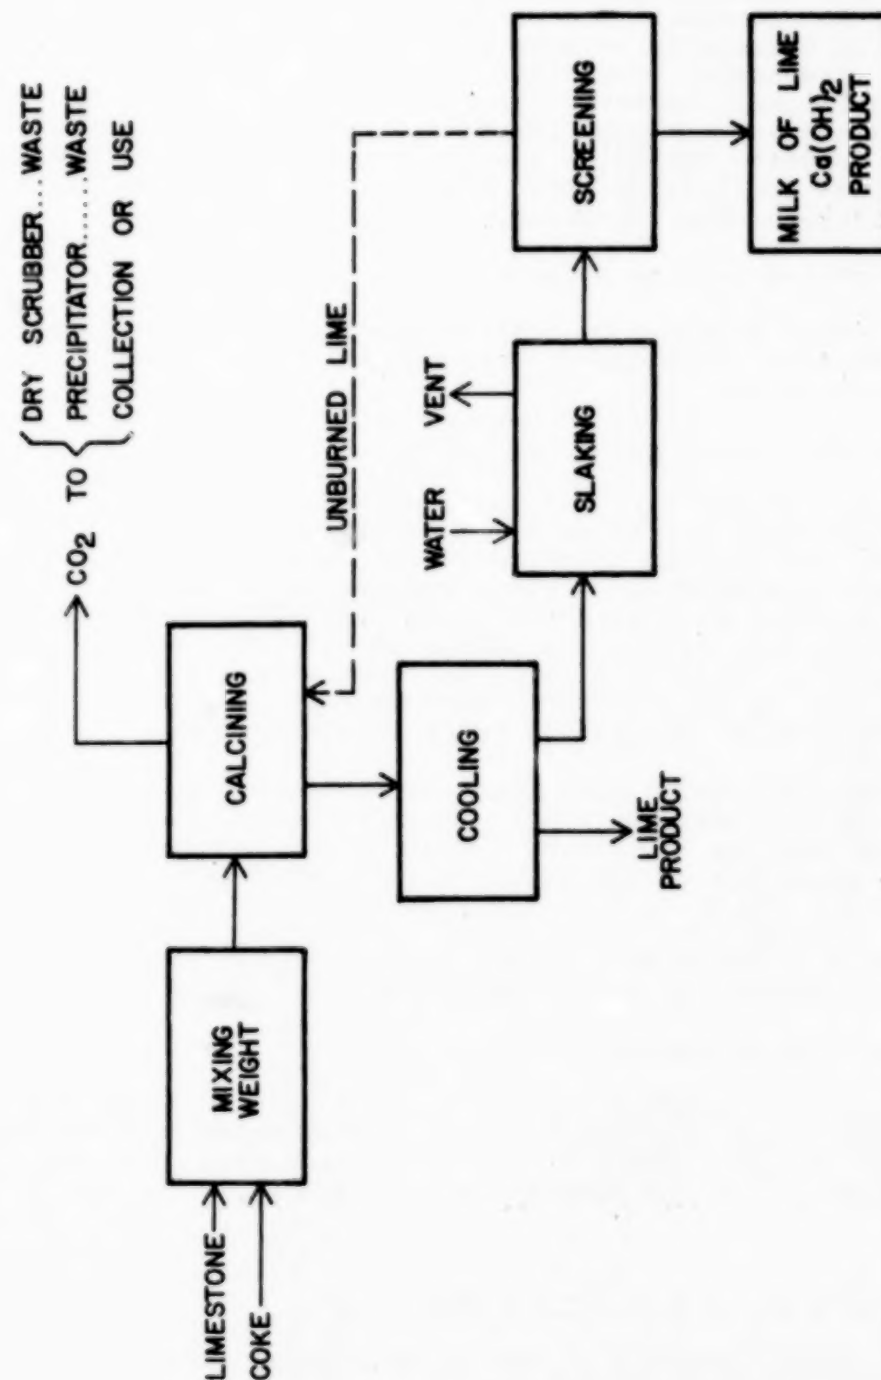 DRY SCRUBBER...WASTE
CO2 TO
PRECIPITATOR......WASTE
COLLECTION OR USE
LIMESTONE
COKE
MIXING
WEIGHT
CALCINING
UNBURNED LIME
COOLING
LIME
PRODUCT
WATER
VENT
SLAKING
SCREENING
MILK OF LIME
Ca(OH)2
PRODUCT